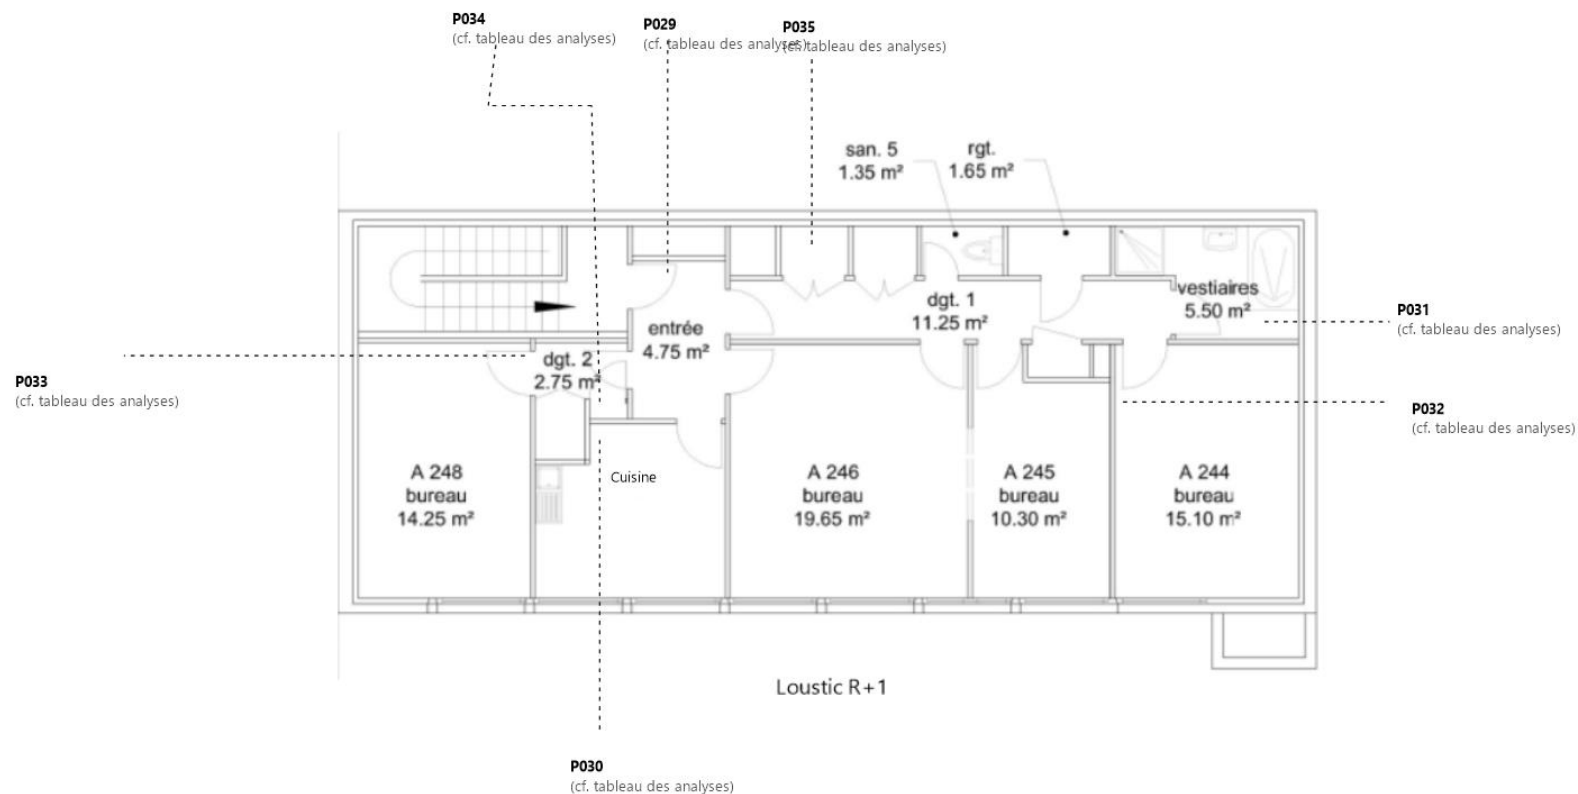 P034
(cf. tableau des analyses)
P029
(cf. tableau des analyses)
P035
(cf. tableau des analyses)
san. 5
1.35 m²
rgt.
1.65 m²
vestiaires
5.50 m²
dgt. 1
11.25 m²
entrée
4.75 m²
dgt. 2
2.75 m²
P031
(cf. tableau des analyses)
P033
(cf. tableau des analyses)
P032
(cf. tableau des analyses)
A 248
bureau
14.25 m²
Cuisine
A 246
bureau
19.65 m²
A 245
bureau
10.30 m²
A 244
bureau
15.10 m²
Loustic R+1
P030
(cf. tableau des analyses)